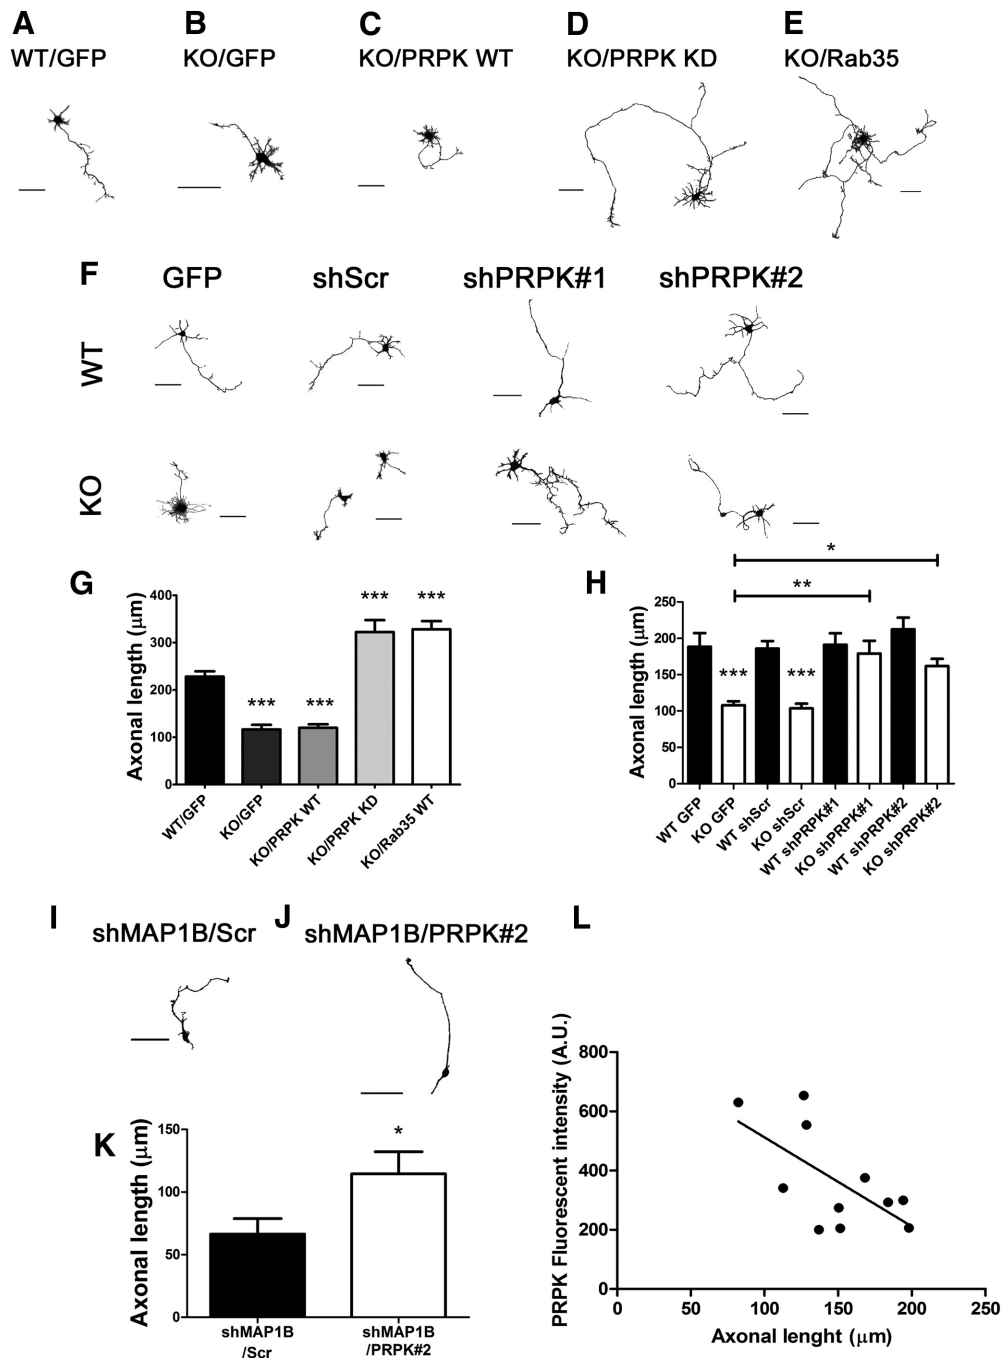 A B C D E
WT/GFP KO/GFP KO/PRPK WT KO/PRPK KD KO/Rab35
F GFP shScr shPRPK#1 shPRPK#2
WT
KO
G
Axonal length (μm)
400
300
200
100
0
*** *** *** ***
WT/GFP KO/GFP KO/PRPK WT KO/PRPK KD KO/Rab35 WT
H
Axonal length (μm)
250
200
150
100
50
0
*
**
*** ***
WT GFP KO GFP WT shScr KO shScr WT shPRPK#1 KO shPRPK#1 WT shPRPK#2 KO shPRPK#2
I
shMAP1B/Scr
J
shMAP1B/PRPK#2
K
Axonal length (μm)
150
100
50
0
*
shMAP1B
/Scr
shMAP1B
/PRPK#2
L
PRPK Fluorescent intensity (A.U.)
800
600
400
200
0
0 50 100 150 200 250
Axonal lenght (μm)